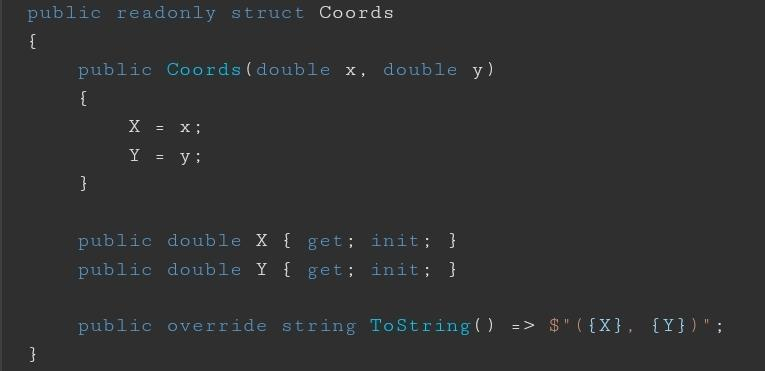 public readonly struct Coords
{
    public Coords(double x, double y)
    {
        X = x;
        Y = y;
    }

    public double X { get; init; }
    public double Y { get; init; }

    public override string ToString() => $"({X}, {Y})";
}